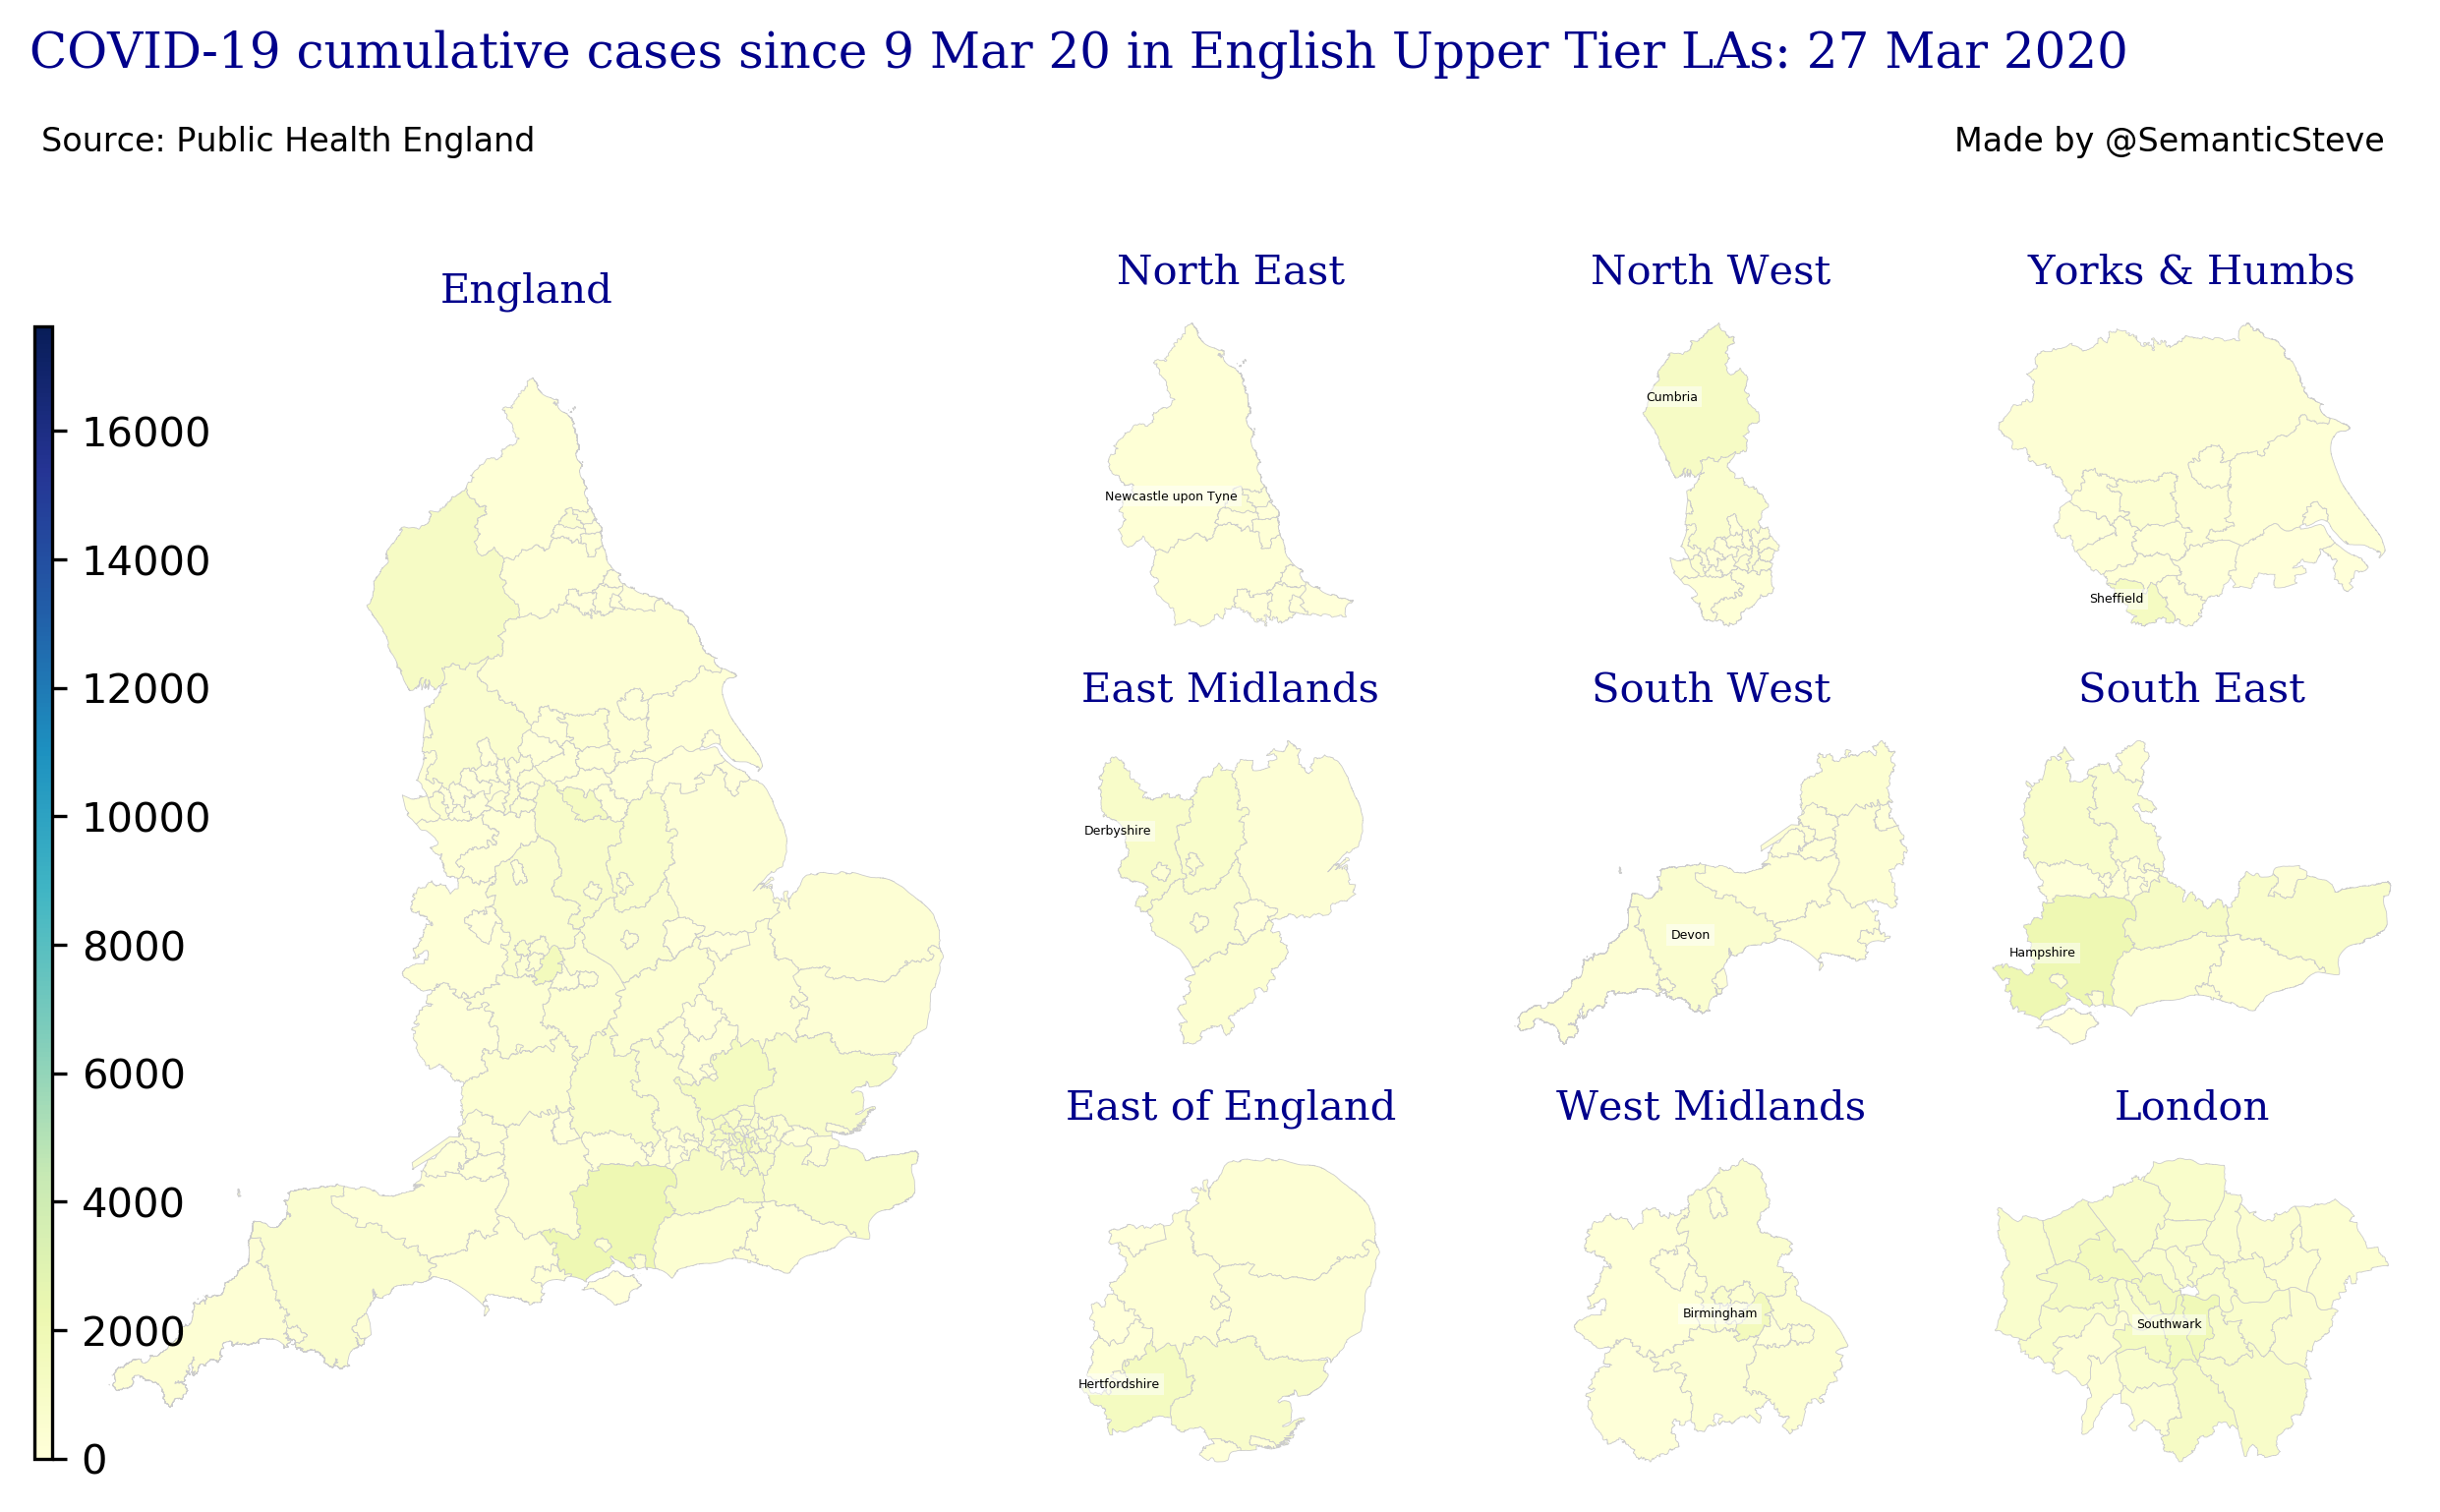 COVID-19 cumulative cases since 9 Mar 20 in English Upper Tier LAs: 27 Mar 2020
Source: Public Health England
Made by @SemanticSteve
England
North East
North West
Yorks & Humbs
16000
14000
12000
10000
8000
6000
4000
2000
0
Newcastle upon Tyne
Cumbria
Sheffield
East Midlands
South West
South East
Derbyshire
Devon
Hampshire
East of England
West Midlands
London
Hertfordshire
Birmingham
Southwark